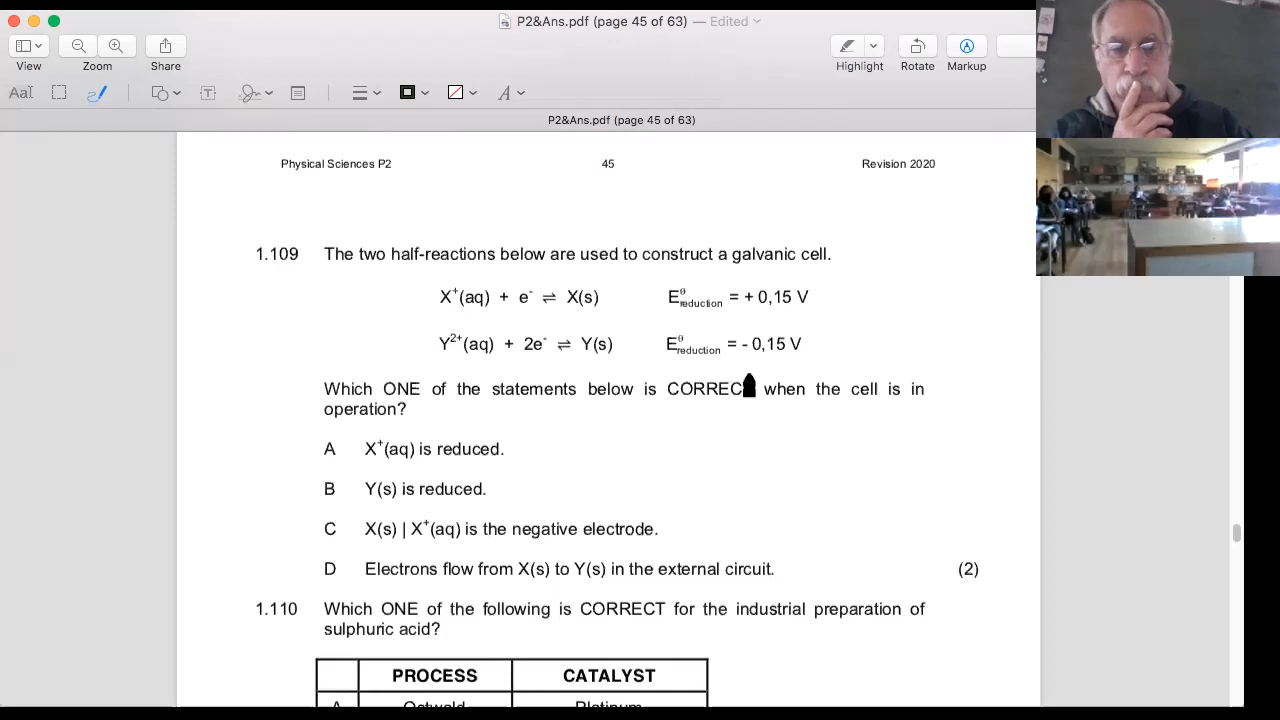 P2&Ans.pdf (page 45 of 63) — Edited
View
Zoom
Share
Highlight
Rotate
Markup
AaI
A
P2&Ans.pdf (page 45 of 63)
Physical Sciences P2 45 Revision 2020
1.109 The two half-reactions below are used to construct a galvanic cell.
X⁺(aq) + e⁻ ⇌ X(s) E^θ_reduction = + 0,15 V
Y²⁺(aq) + 2e⁻ ⇌ Y(s) E^θ_reduction = - 0,15 V
Which ONE of the statements below is CORREC when the cell is in
operation?
A X⁺(aq) is reduced.
B Y(s) is reduced.
C X(s) | X⁺(aq) is the negative electrode.
D Electrons flow from X(s) to Y(s) in the external circuit. (2)
1.110 Which ONE of the following is CORRECT for the industrial preparation of
sulphuric acid?
PROCESS CATALYST
A Ostwald Platinum